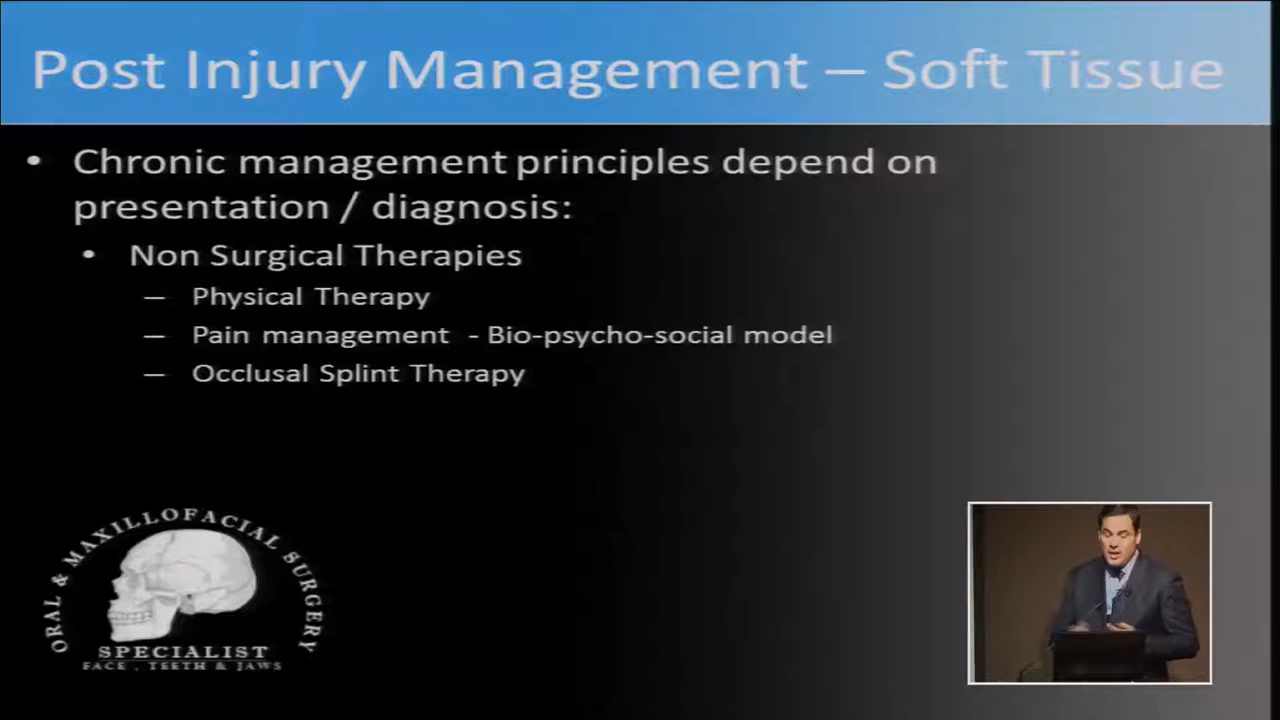 Post Injury Management – Soft Tissue
• Chronic management principles depend on
presentation / diagnosis:
• Non Surgical Therapies
– Physical Therapy
– Pain management - Bio-psycho-social model
– Occlusal Splint Therapy
ORAL & MAXILLOFACIAL SURGERY
SPECIALIST
FACE . TEETH & JAWS